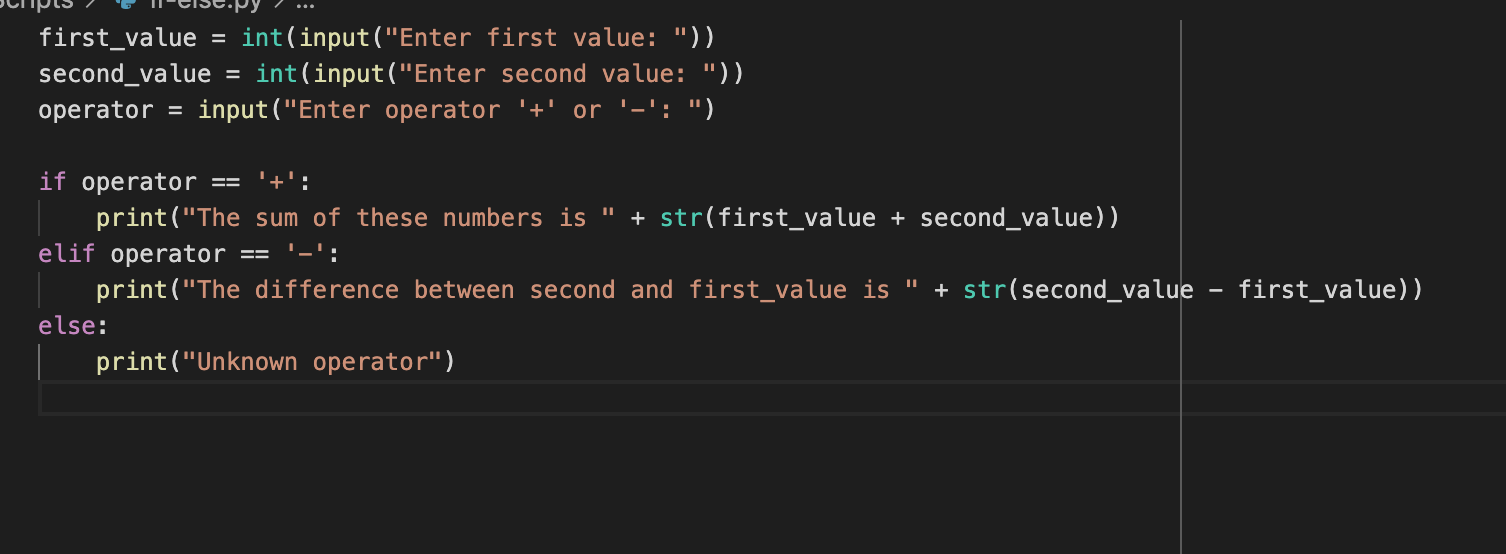 Scripts > if-else.py > ...
first_value = int(input("Enter first value: "))
second_value = int(input("Enter second value: "))
operator = input("Enter operator '+' or '-': ")
if operator == '+':
    print("The sum of these numbers is " + str(first_value + second_value))
elif operator == '-':
    print("The difference between second and first_value is " + str(second_value - first_value))
else:
    print("Unknown operator")